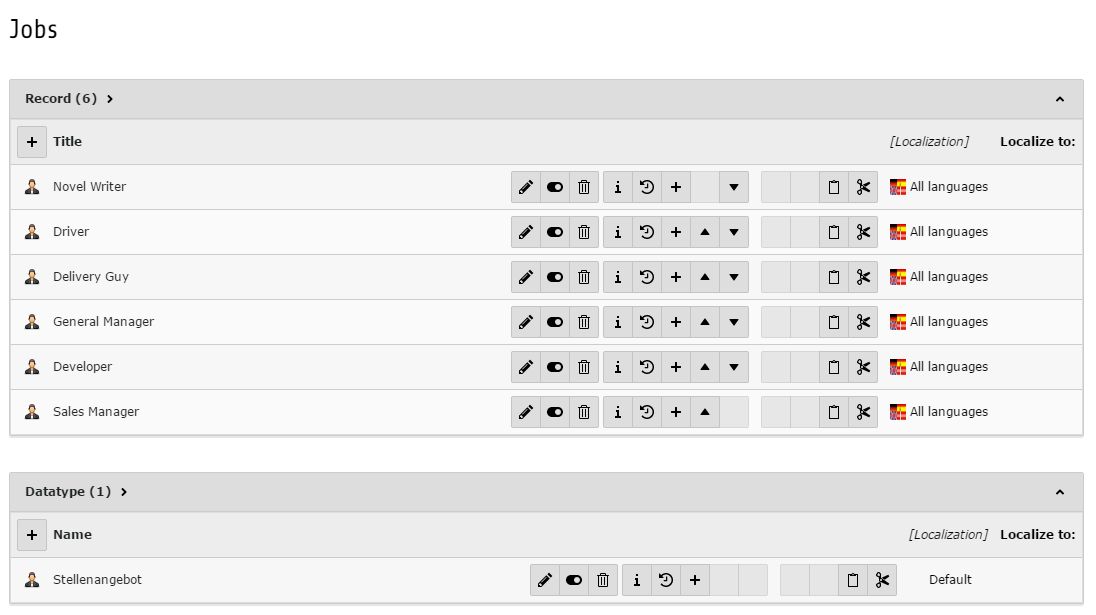 Jobs
Record (6)
Title [Localization] Localize to:
Novel Writer All languages
Driver All languages
Delivery Guy All languages
General Manager All languages
Developer All languages
Sales Manager All languages
Datatype (1)
Name [Localization] Localize to:
Stellenangebot Default